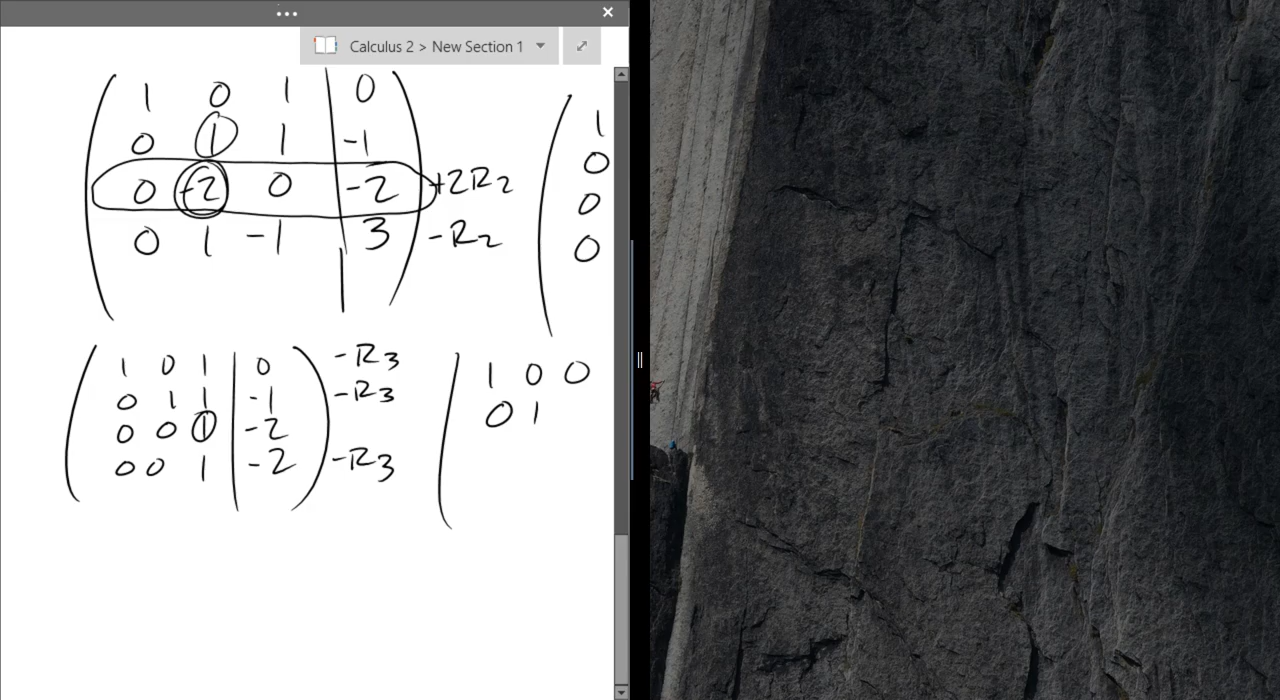 Calculus 2 > New Section 1
1 0 1 | 0
0 1 1 | -1
0 -2 0 | -2 +2R2
0 1 -1 | 3 -R2
1
0
0
0
1 0 1 | 0 -R3
0 1 1 | -1 -R3
0 0 1 | -2
0 0 1 | -2 -R3
1 0 0
0 1